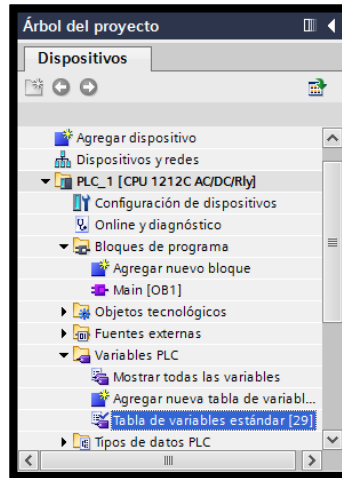 Árbol del proyecto
Dispositivos
Agregar dispositivo
Dispositivos y redes
PLC_1 [CPU 1212C AC/DC/Rly]
Configuración de dispositivos
Online y diagnóstico
Bloques de programa
Agregar nuevo bloque
Main [OB1]
Objetos tecnológicos
Fuentes externas
Variables PLC
Mostrar todas las variables
Agregar nueva tabla de variabl...
Tabla de variables estándar [29]
Tipos de datos PLC